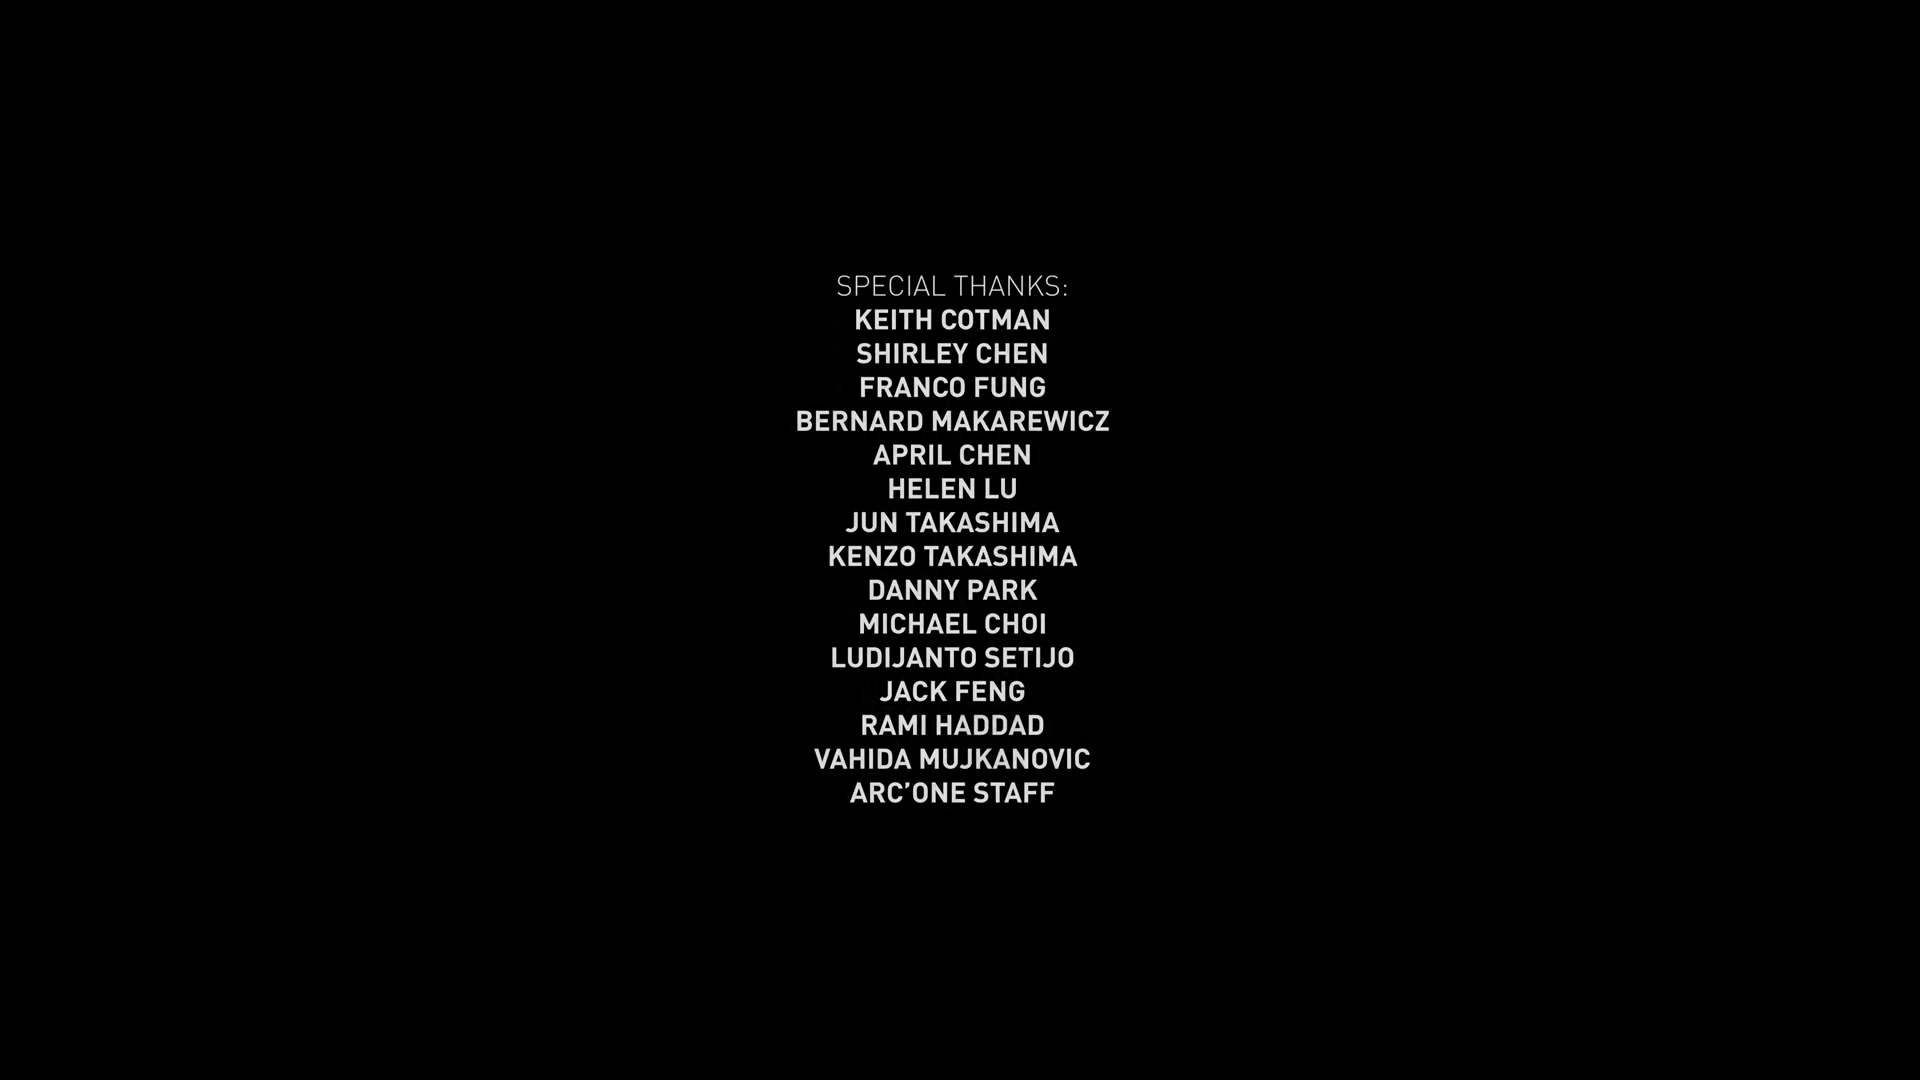 SPECIAL THANKS:
KEITH COTMAN
SHIRLEY CHEN
FRANCO FUNG
BERNARD MAKAREWICZ
APRIL CHEN
HELEN LU
JUN TAKASHIMA
KENZO TAKASHIMA
DANNY PARK
MICHAEL CHOI
LUDIJANTO SETIJO
JACK FENG
RAMI HADDAD
VAHIDA MUJKANOVIC
ARC’ONE STAFF